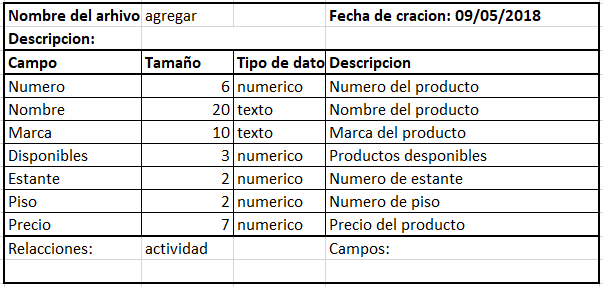 Nombre del arhivo agregar Fecha de cracion: 09/05/2018
Descripcion:
Campo Tamaño Tipo de dato Descripcion
Numero 6 numerico Numero del producto
Nombre 20 texto Nombre del producto
Marca 10 texto Marca del producto
Disponibles 3 numerico Productos desponibles
Estante 2 numerico Numero de estante
Piso 2 numerico Numero de piso
Precio 7 numerico Precio del producto
Relacciones: actividad Campos: